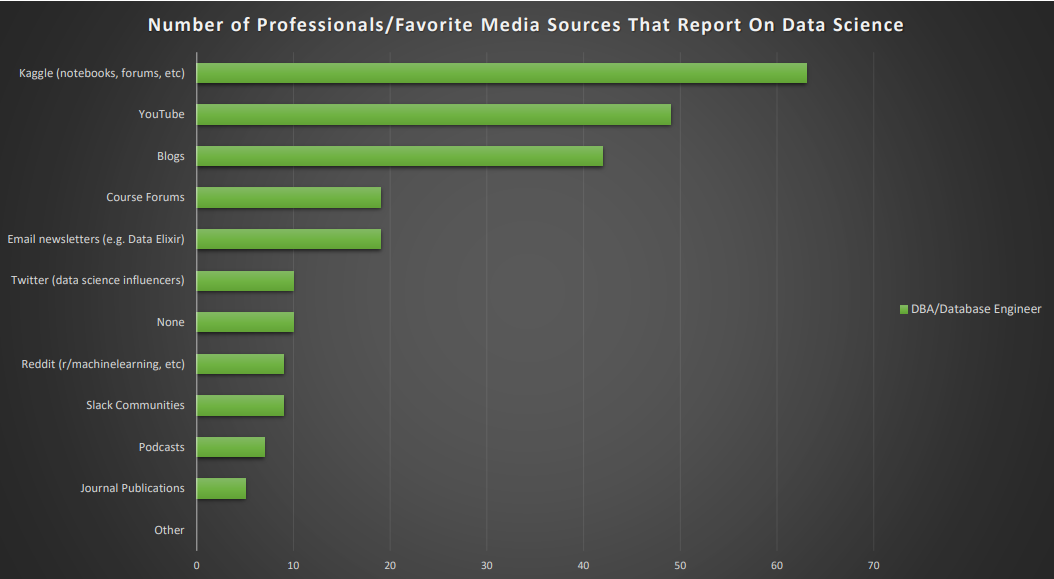 Number of Professionals/Favorite Media Sources That Report On Data Science
Kaggle (notebooks, forums, etc)
YouTube
Blogs
Course Forums
Email newsletters (e.g. Data Elixir)
Twitter (data science influencers)
None
Reddit (r/machinelearning, etc)
Slack Communities
Podcasts
Journal Publications
Other
0 10 20 30 40 50 60 70
DBA/Database Engineer